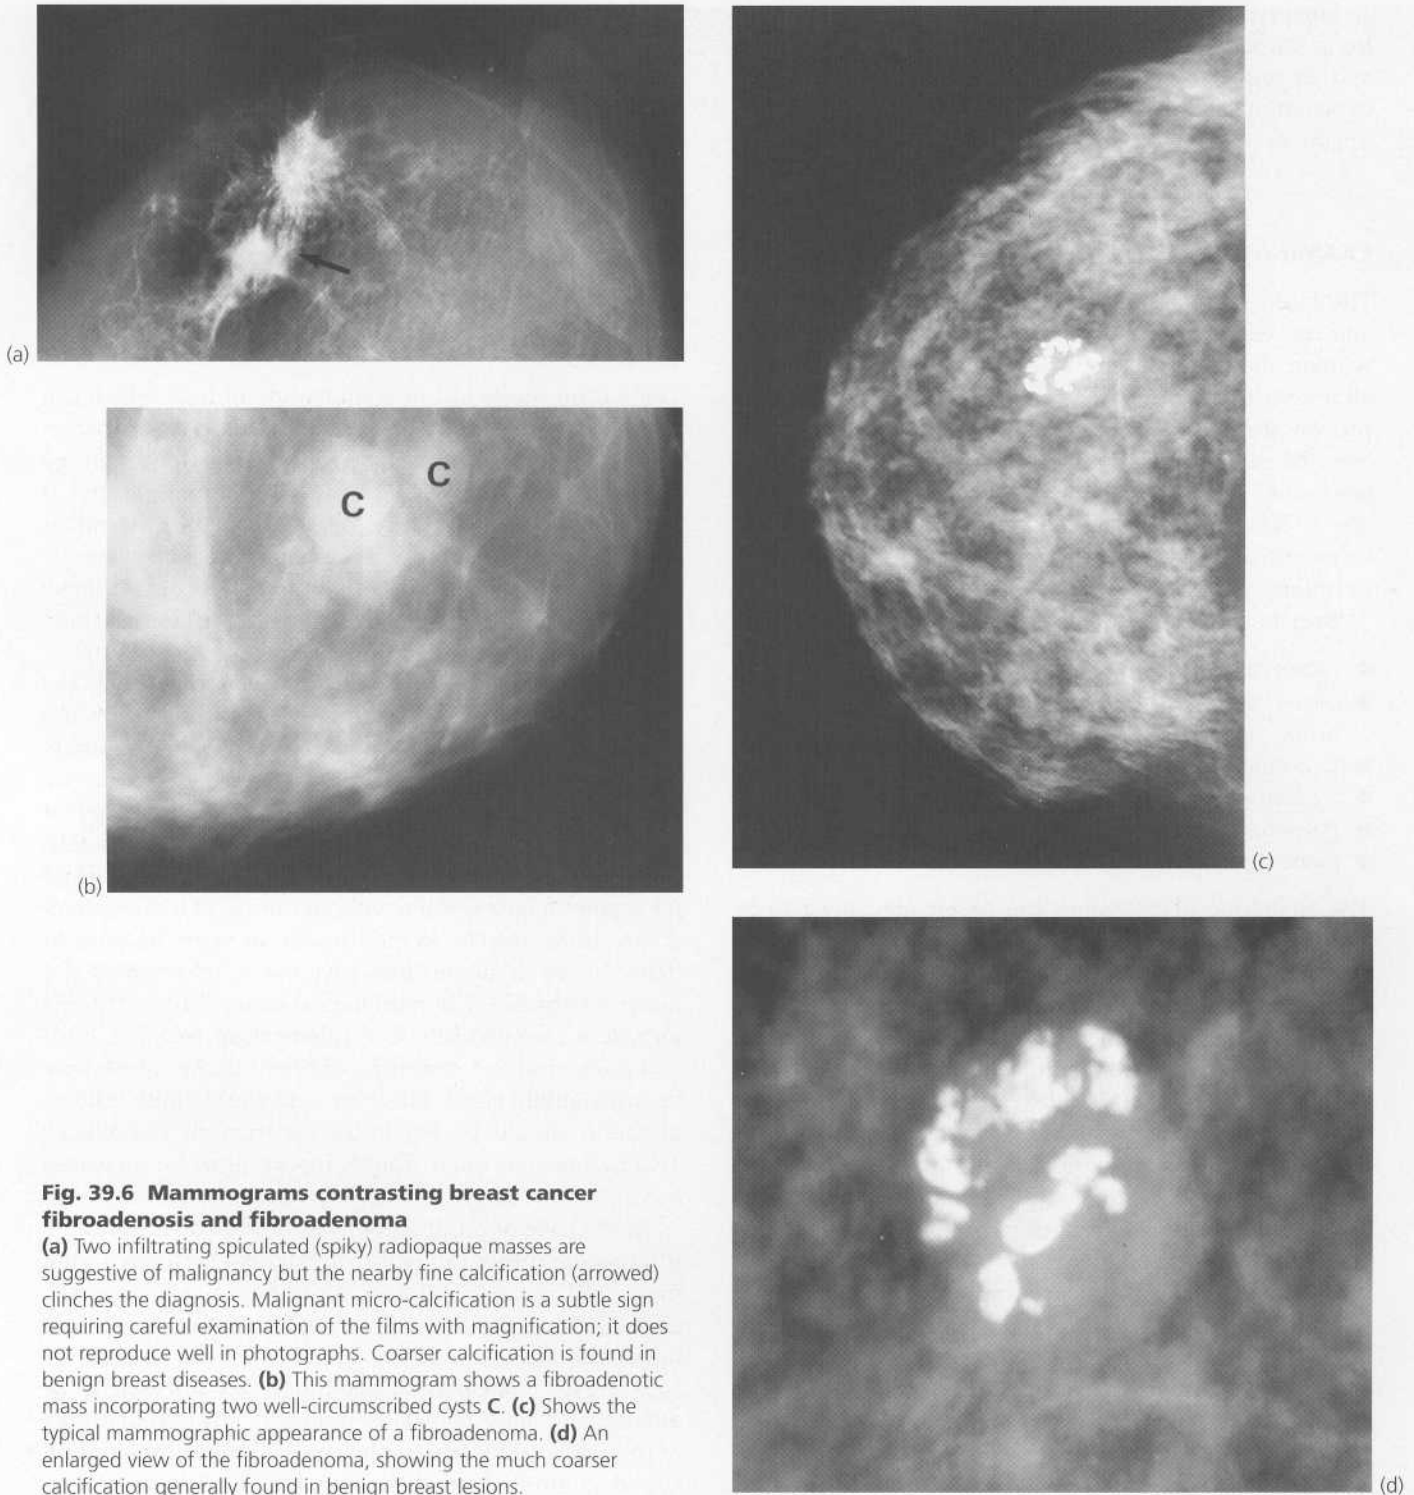 (a)
C
C
(b)
(c)
(d)
Fig. 39.6 Mammograms contrasting breast cancer
fibroadenosis and fibroadenoma
(a) Two infiltrating spiculated (spiky) radiopaque masses are
suggestive of malignancy but the nearby fine calcification (arrowed)
clinches the diagnosis. Malignant micro-calcification is a subtle sign
requiring careful examination of the films with magnification; it does
not reproduce well in photographs. Coarser calcification is found in
benign breast diseases. (b) This mammogram shows a fibroadenotic
mass incorporating two well-circumscribed cysts C. (c) Shows the
typical mammographic appearance of a fibroadenoma. (d) An
enlarged view of the fibroadenoma, showing the much coarser
calcification generally found in benign breast lesions.